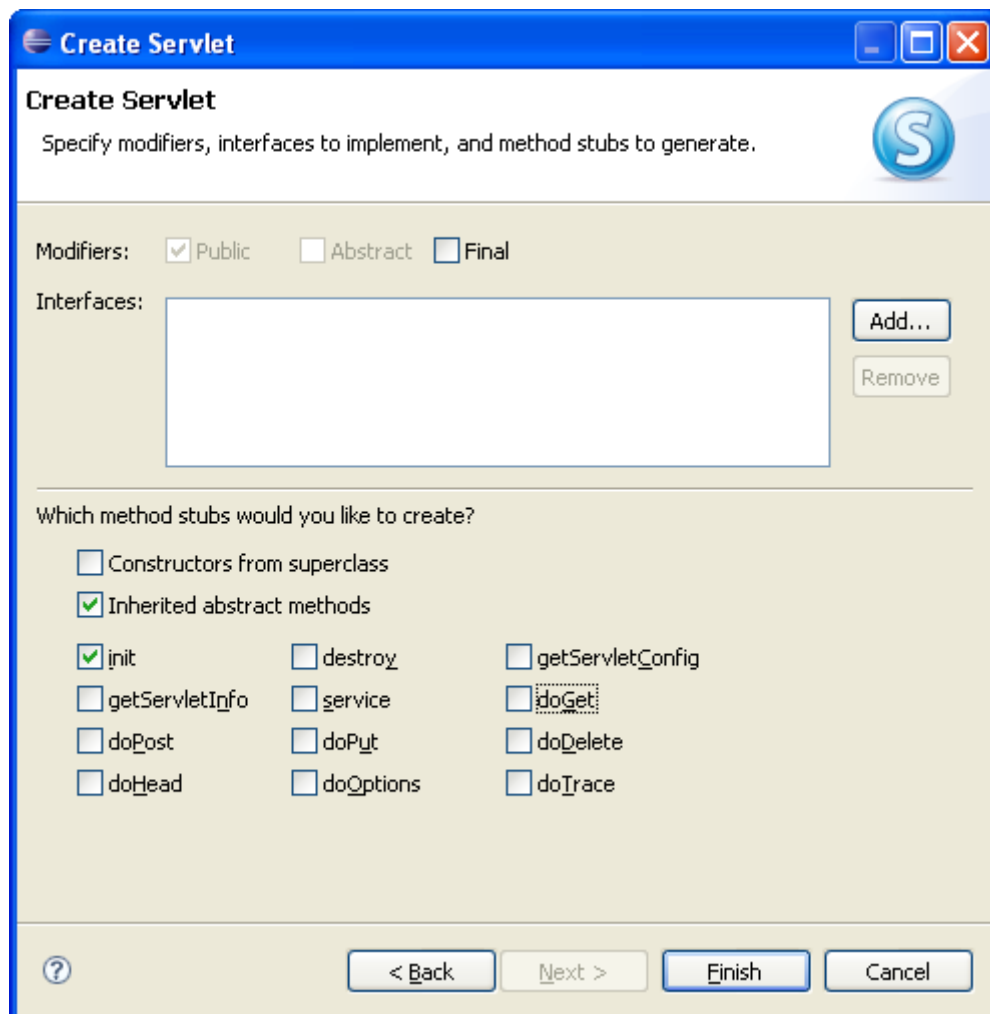 Create Servlet
Create Servlet
Specify modifiers, interfaces to implement, and method stubs to generate.
S
Modifiers: Public Abstract Final
Interfaces:
Add...
Remove
Which method stubs would you like to create?
Constructors from superclass
Inherited abstract methods
init destroy getServletConfig
getServletInfo service doGet
doPost doPut doDelete
doHead doOptions doTrace
? < Back Next > Finish Cancel